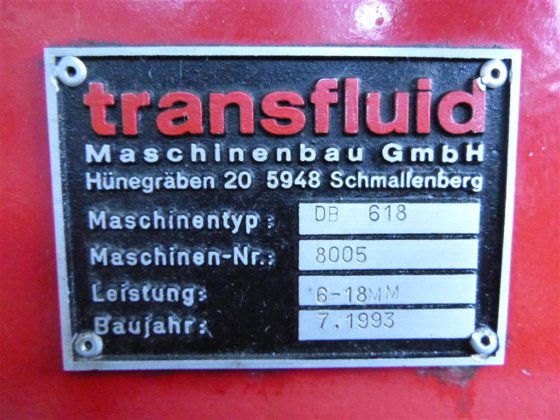 transfluid
Maschinenbau GmbH
Hünegräben 20 5948 Schmallenberg
Maschinentyp: DB 618
Maschinen-Nr.: 8005
Leistung: 6-18MM
Baujahr: 7.1993